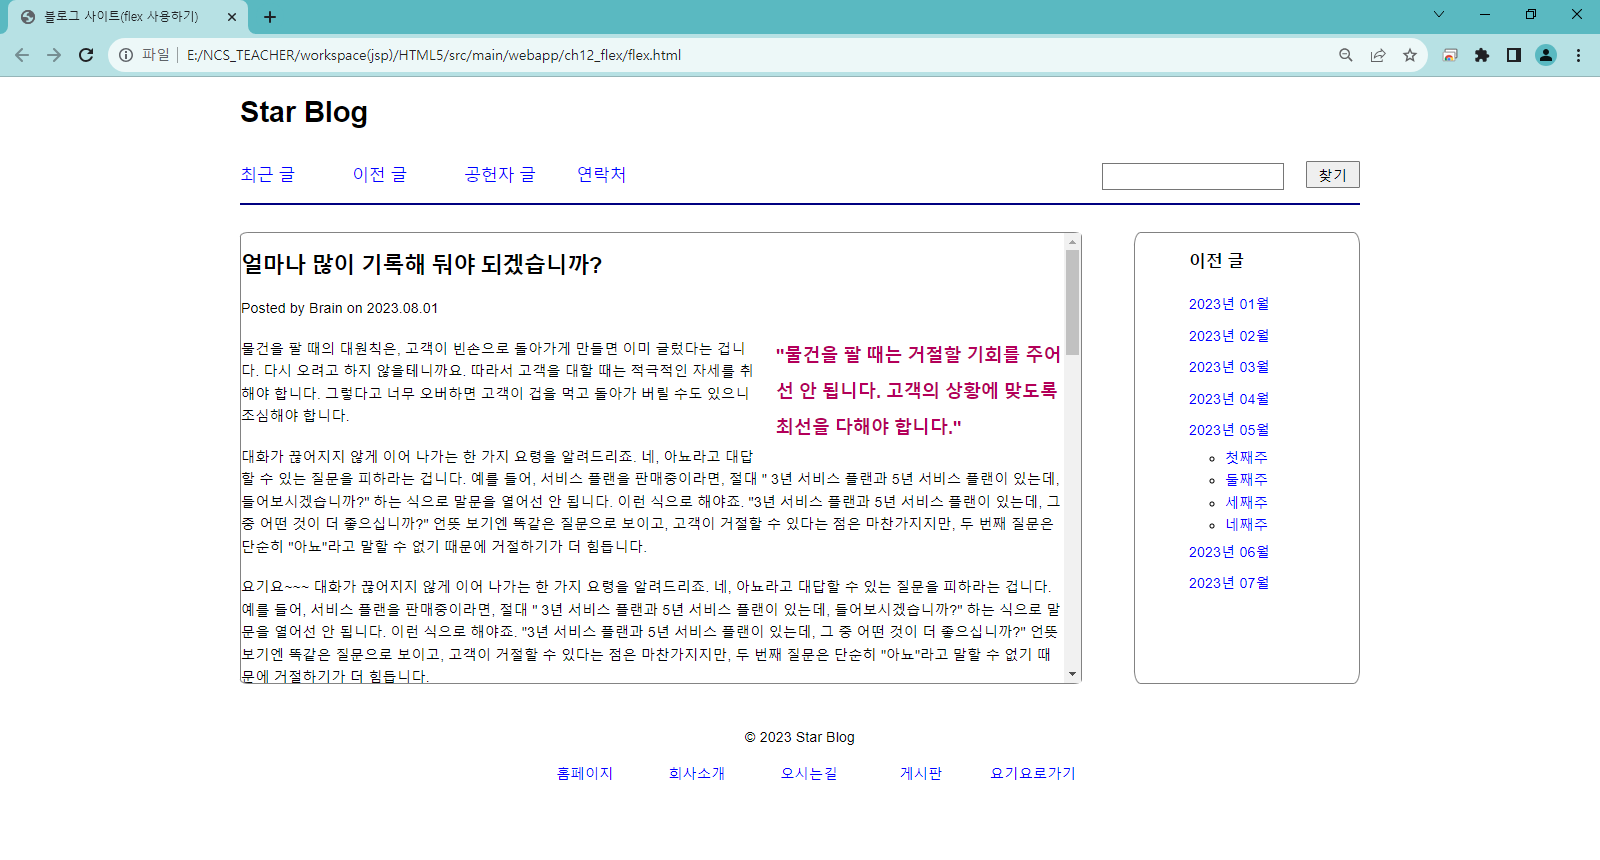 블로그 사이트(flex 사용하기)
파일
E:/NCS_TEACHER/workspace(jsp)/HTML5/src/main/webapp/ch12_flex/flex.html
Star Blog
최근 글 이전 글 공헌자 글 연락처 찾기
얼마나 많이 기록해 둬야 되겠습니까?
Posted by Brain on 2023.08.01
"물건을 팔 때는 거절할 기회를 주어
선 안 됩니다. 고객의 상황에 맞도록
최선을 다해야 합니다."
물건을 팔 때의 대원칙은, 고객이 빈손으로 돌아가게 만들면 이미 글렀다는 겁니
다. 다시 오려고 하지 않을테니까요. 따라서 고객을 대할 때는 적극적인 자세를 취
해야 합니다. 그렇다고 너무 오버하면 고객이 겁을 먹고 돌아가 버릴 수도 있으니
조심해야 합니다.
대화가 끊어지지 않게 이어 나가는 한 가지 요령을 알려드리죠. 네, 아뇨라고 대답
할 수 있는 질문을 피하라는 겁니다. 예를 들어, 서비스 플랜을 판매중이라면, 절대 " 3년 서비스 플랜과 5년 서비스 플랜이 있는데,
들어보시겠습니까?" 하는 식으로 말문을 열어선 안 됩니다. 이런 식으로 해야죠. "3년 서비스 플랜과 5년 서비스 플랜이 있는데, 그
중 어떤 것이 더 좋으십니까?" 언뜻 보기엔 똑같은 질문으로 보이고, 고객이 거절할 수 있다는 점은 마찬가지지만, 두 번째 질문은
단순히 "아뇨"라고 말할 수 없기 때문에 거절하기가 더 힘듭니다.
요기요~~~ 대화가 끊어지지 않게 이어 나가는 한 가지 요령을 알려드리죠. 네, 아뇨라고 대답할 수 있는 질문을 피하라는 겁니다.
예를 들어, 서비스 플랜을 판매중이라면, 절대 " 3년 서비스 플랜과 5년 서비스 플랜이 있는데, 들어보시겠습니까?" 하는 식으로 말
문을 열어선 안 됩니다. 이런 식으로 해야죠. "3년 서비스 플랜과 5년 서비스 플랜이 있는데, 그 중 어떤 것이 더 좋으십니까?" 언뜻
보기엔 똑같은 질문으로 보이고, 고객이 거절할 수 있다는 점은 마찬가지지만, 두 번째 질문은 단순히 "아뇨"라고 말할 수 없기 때
문에 거절하기가 더 힘듭니다.
이전 글
2023년 01월
2023년 02월
2023년 03월
2023년 04월
2023년 05월
첫째주
둘째주
세째주
네째주
2023년 06월
2023년 07월
© 2023 Star Blog
홈페이지 회사소개 오시는길 게시판 요기요로가기